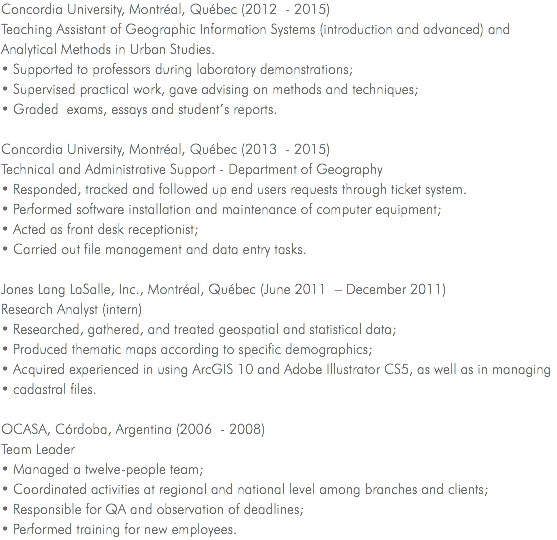 Concordia University, Montréal, Québec (2012  - 2015)
Teaching Assistant of Geographic Information Systems (introduction and advanced) and
Analytical Methods in Urban Studies.
• Supported to professors during laboratory demonstrations;
• Supervised practical work, gave advising on methods and techniques;
• Graded  exams, essays and student's reports.

Concordia University, Montréal, Québec (2013  - 2015)
Technical and Administrative Support - Department of Geography
• Responded, tracked and followed up end users requests through ticket system.
• Performed software installation and maintenance of computer equipment;
• Acted as front desk receptionist;
• Carried out file management and data entry tasks.

Jones Lang LaSalle, Inc., Montréal, Québec (June 2011  – December 2011)
Research Analyst (intern)
• Researched, gathered, and treated geospatial and statistical data;
• Produced thematic maps according to specific demographics;
• Acquired experienced in using ArcGIS 10 and Adobe Illustrator CS5, as well as in managing
• cadastral files.

OCASA, Córdoba, Argentina (2006  - 2008)
Team Leader
• Managed a twelve-people team;
• Coordinated activities at regional and national level among branches and clients;
• Responsible for QA and observation of deadlines;
• Performed training for new employees.